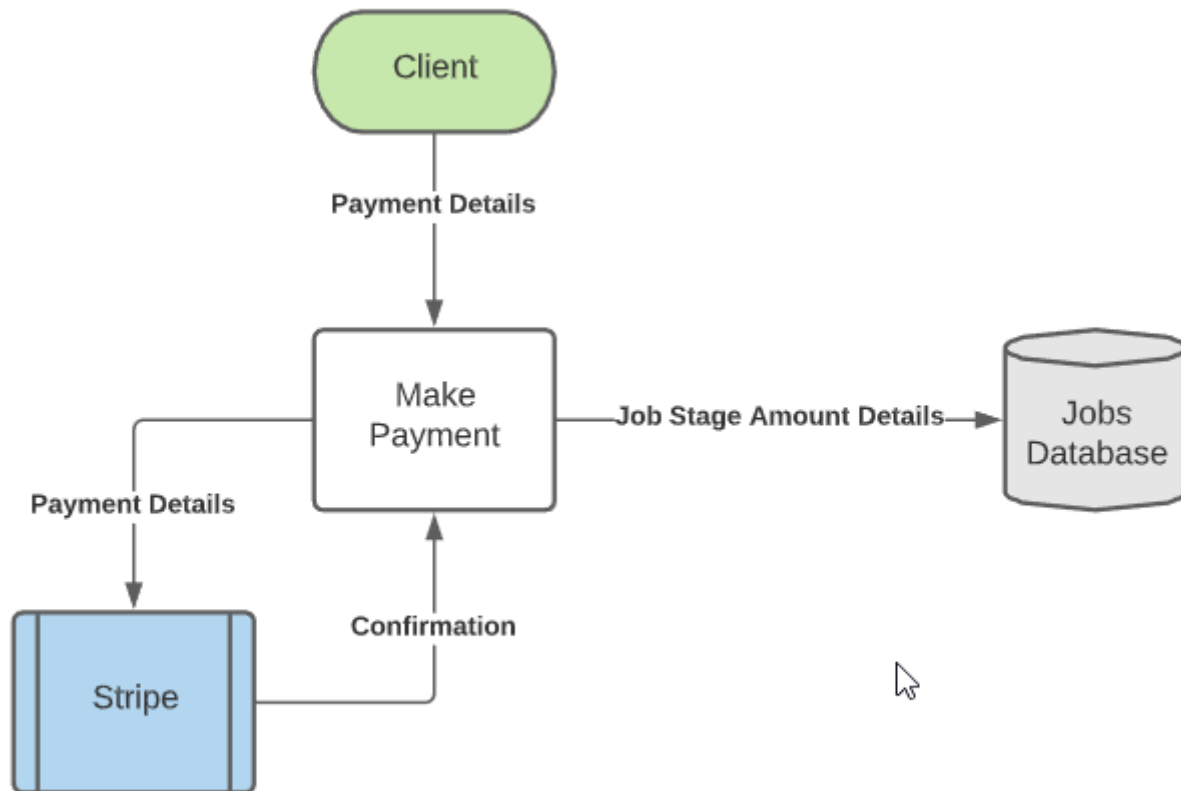 Client
Payment Details
Make
Payment
Job Stage Amount Details
Jobs
Database
Payment Details
Confirmation
Stripe